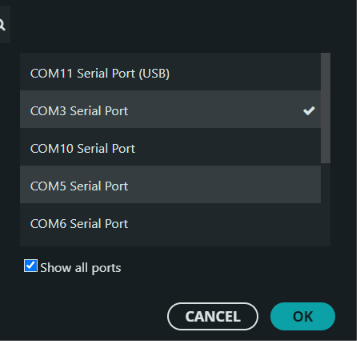 COM11 Serial Port (USB)
COM3 Serial Port
COM10 Serial Port
COM5 Serial Port
COM6 Serial Port
Show all ports
CANCEL
OK